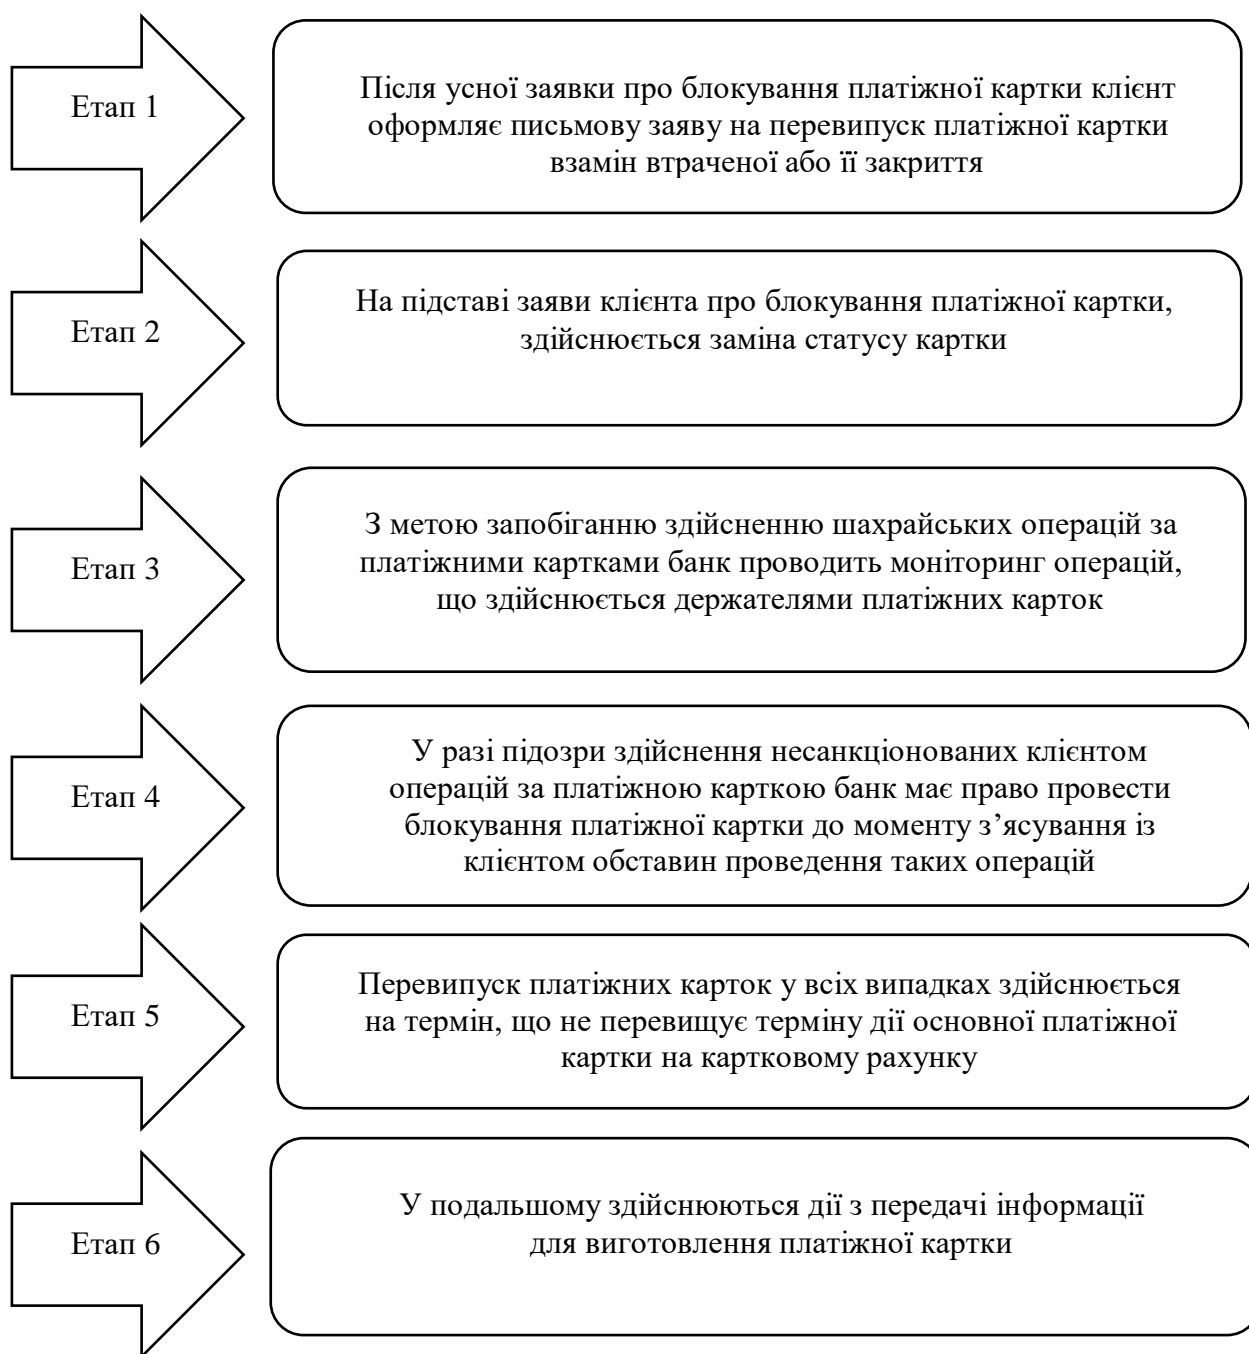 Етап 1
Після усної заявки про блокування платіжної картки клієнт
оформляє письмову заяву на перевипуск платіжної картки
взамін втраченої або її закриття
Етап 2
На підставі заяви клієнта про блокування платіжної картки,
здійснюється заміна статусу картки
Етап 3
З метою запобіганню здійсненню шахрайських операцій за
платіжними картками банк проводить моніторинг операцій,
що здійснюється держателями платіжних карток
Етап 4
У разі підозри здійснення несанкціонованих клієнтом
операцій за платіжною карткою банк має право провести
блокування платіжної картки до моменту з’ясування із
клієнтом обставин проведення таких операцій
Етап 5
Перевипуск платіжних карток у всіх випадках здійснюється
на термін, що не перевищує терміну дії основної платіжної
картки на картковому рахунку
Етап 6
У подальшому здійснюються дії з передачі інформації
для виготовлення платіжної картки